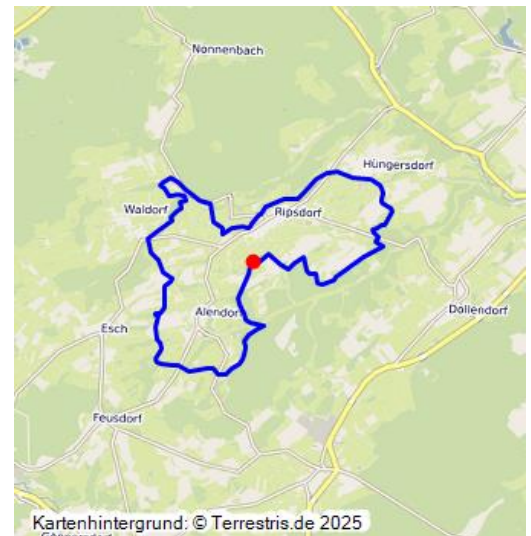 Nonnenbach
Hüngersdorf
Waldorf
Ripsdorf
Alendorf
Dollendorf
Esch
Feusdorf
Kartenhintergrund: © Terrestris.de 2025